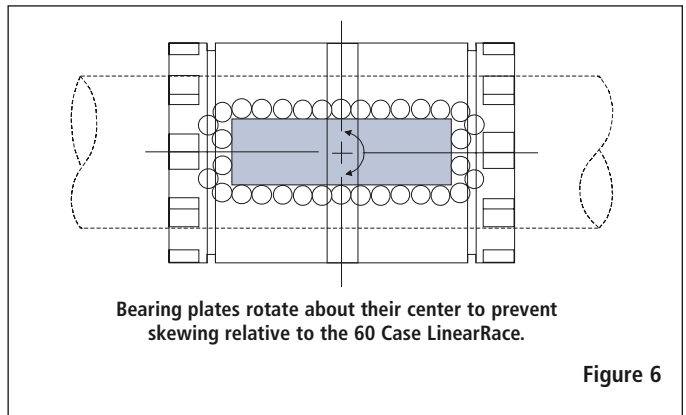 Bearing plates rotate about their center to prevent
skewing relative to the 60 Case LinearRace.
Figure 6